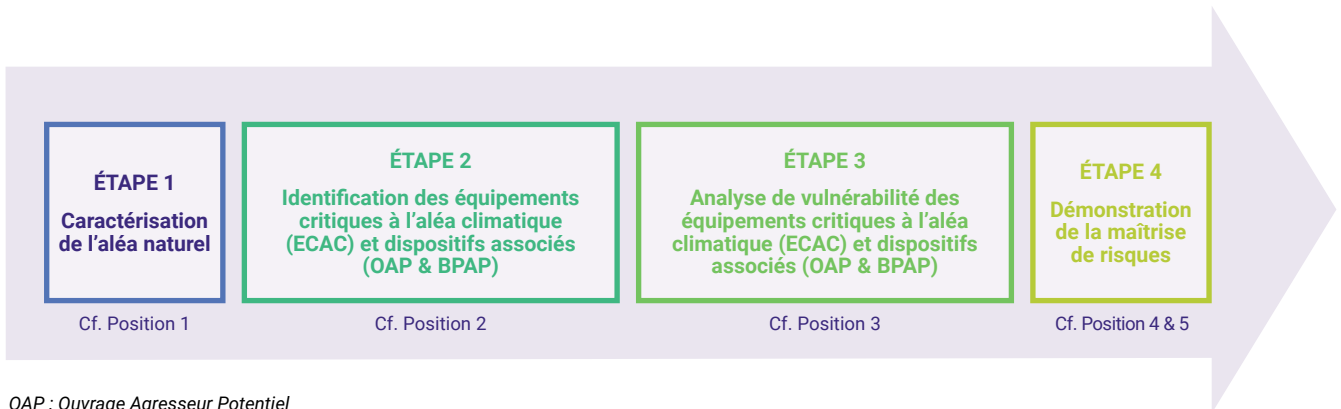 ÉTAPE 1
Caractérisation
de l’aléa naturel
Cf. Position 1
ÉTAPE 2
Identification des équipements
critiques à l’aléa climatique
(ECAC) et dispositifs associés
(OAP & BPAP)
Cf. Position 2
ÉTAPE 3
Analyse de vulnérabilité des
équipements critiques à l’aléa
climatique (ECAC) et dispositifs
associés (OAP & BPAP)
Cf. Position 3
ÉTAPE 4
Démonstration
de la maîtrise
de risques
Cf. Position 4 & 5
OAP : Ouvrage Agresseur Potentiel